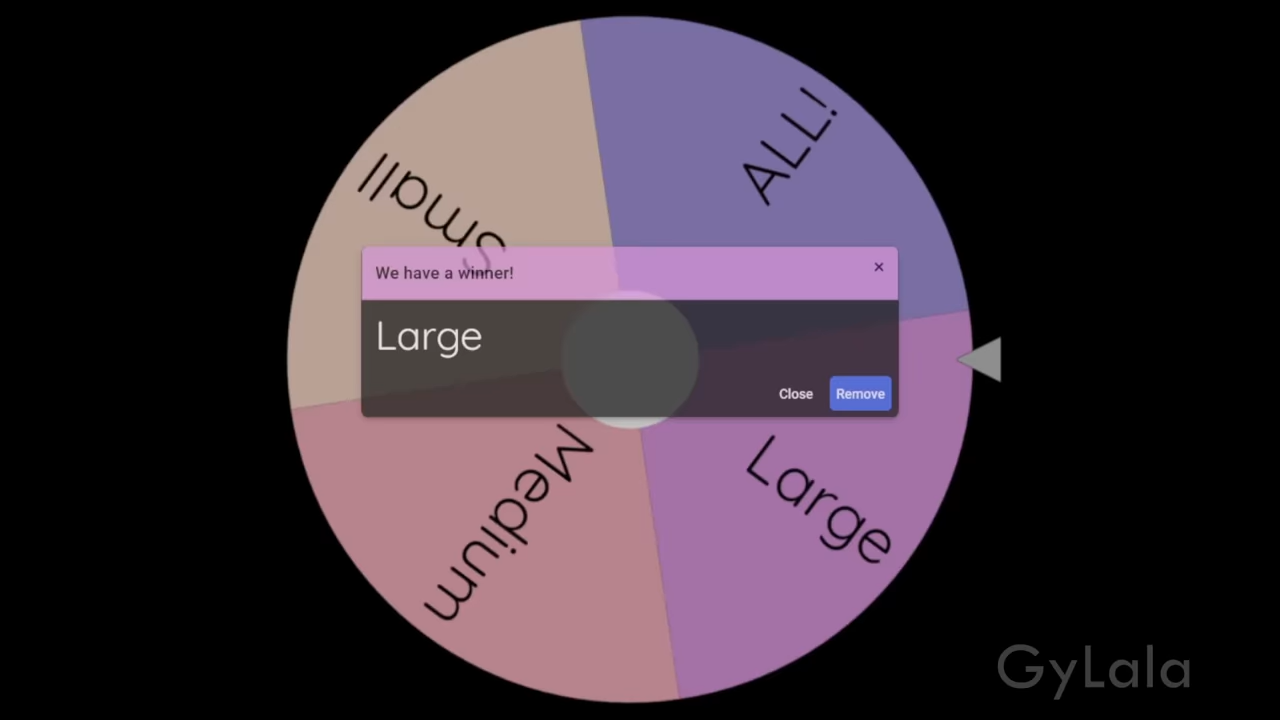 ALL!
Small
We have a winner!
×
Large
Close
Remove
Medium
Large
GyLala